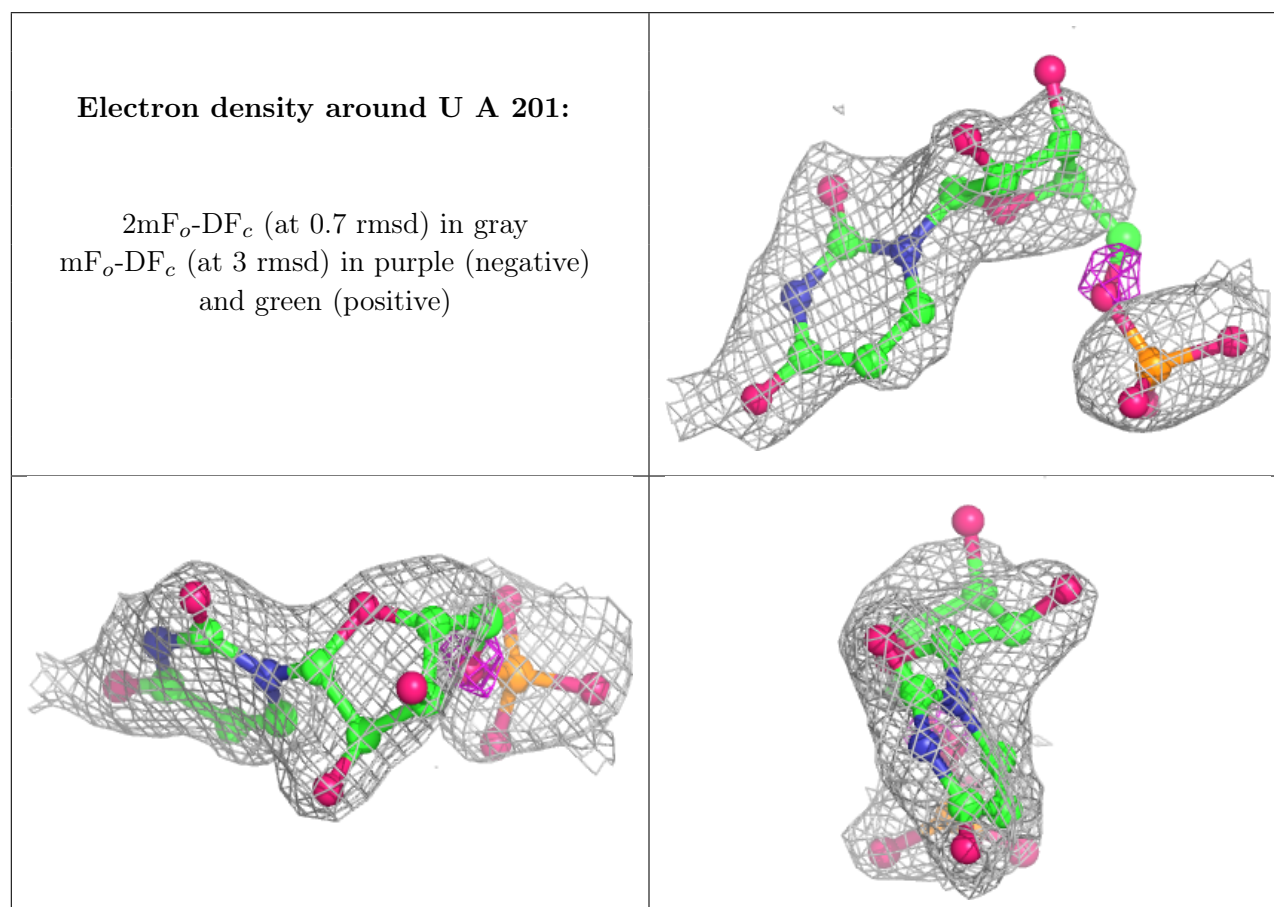 Electron density around U A 201:
2mFo-DFc (at 0.7 rmsd) in gray
mFo-DFc (at 3 rmsd) in purple (negative)
and green (positive)